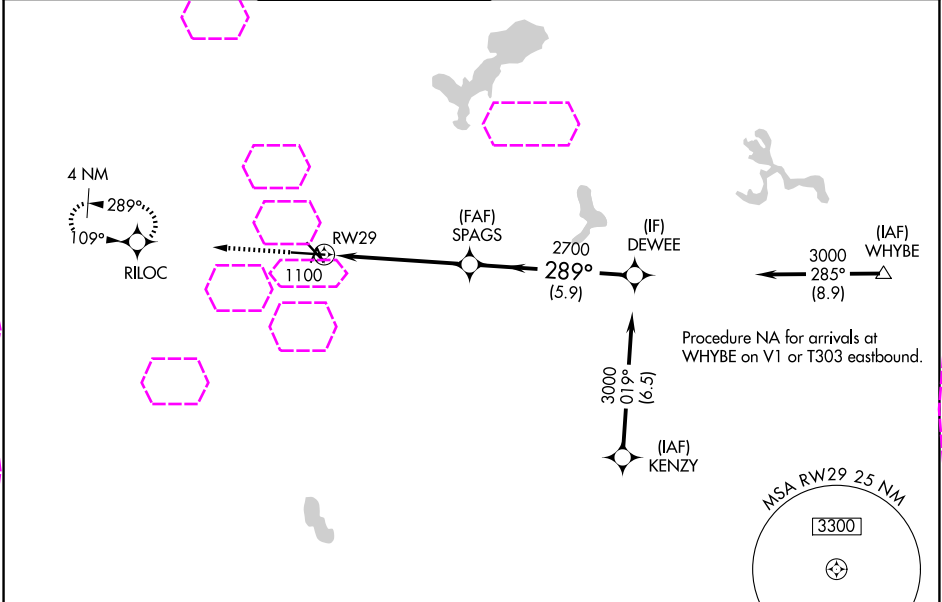 4 NM
289°
109°
RILOC
RW29
1100
(FAF)
SPAGS
2700
289°
(5.9)
(IF)
DEWEE
3000
285°
(8.9)
(IAF)
WHYBE
Procedure NA for arrivals at
WHYBE on V1 or T303 eastbound.
3000
019°
(6.5)
(IAF)
KENZY
MSA RW29 25 NM
3300